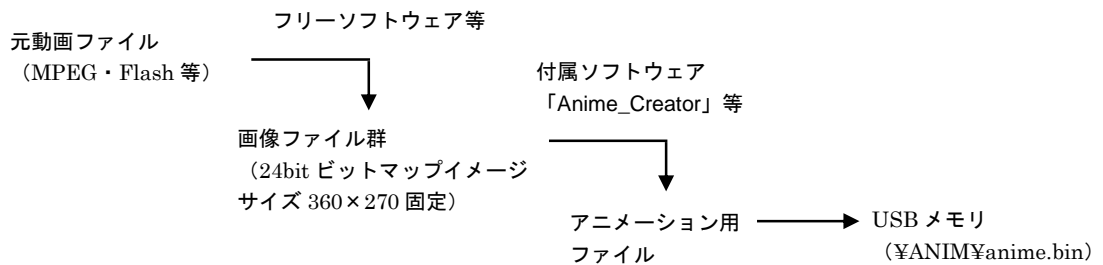 フリーソフトウェア等
元動画ファイル
（MPEG・Flash 等）
付属ソフトウェア
「Anime_Creator」等
画像ファイル群
（24bit ビットマップイメージ
サイズ 360×270 固定）
アニメーション用
ファイル
USB メモリ
（¥ANIM¥anime.bin）